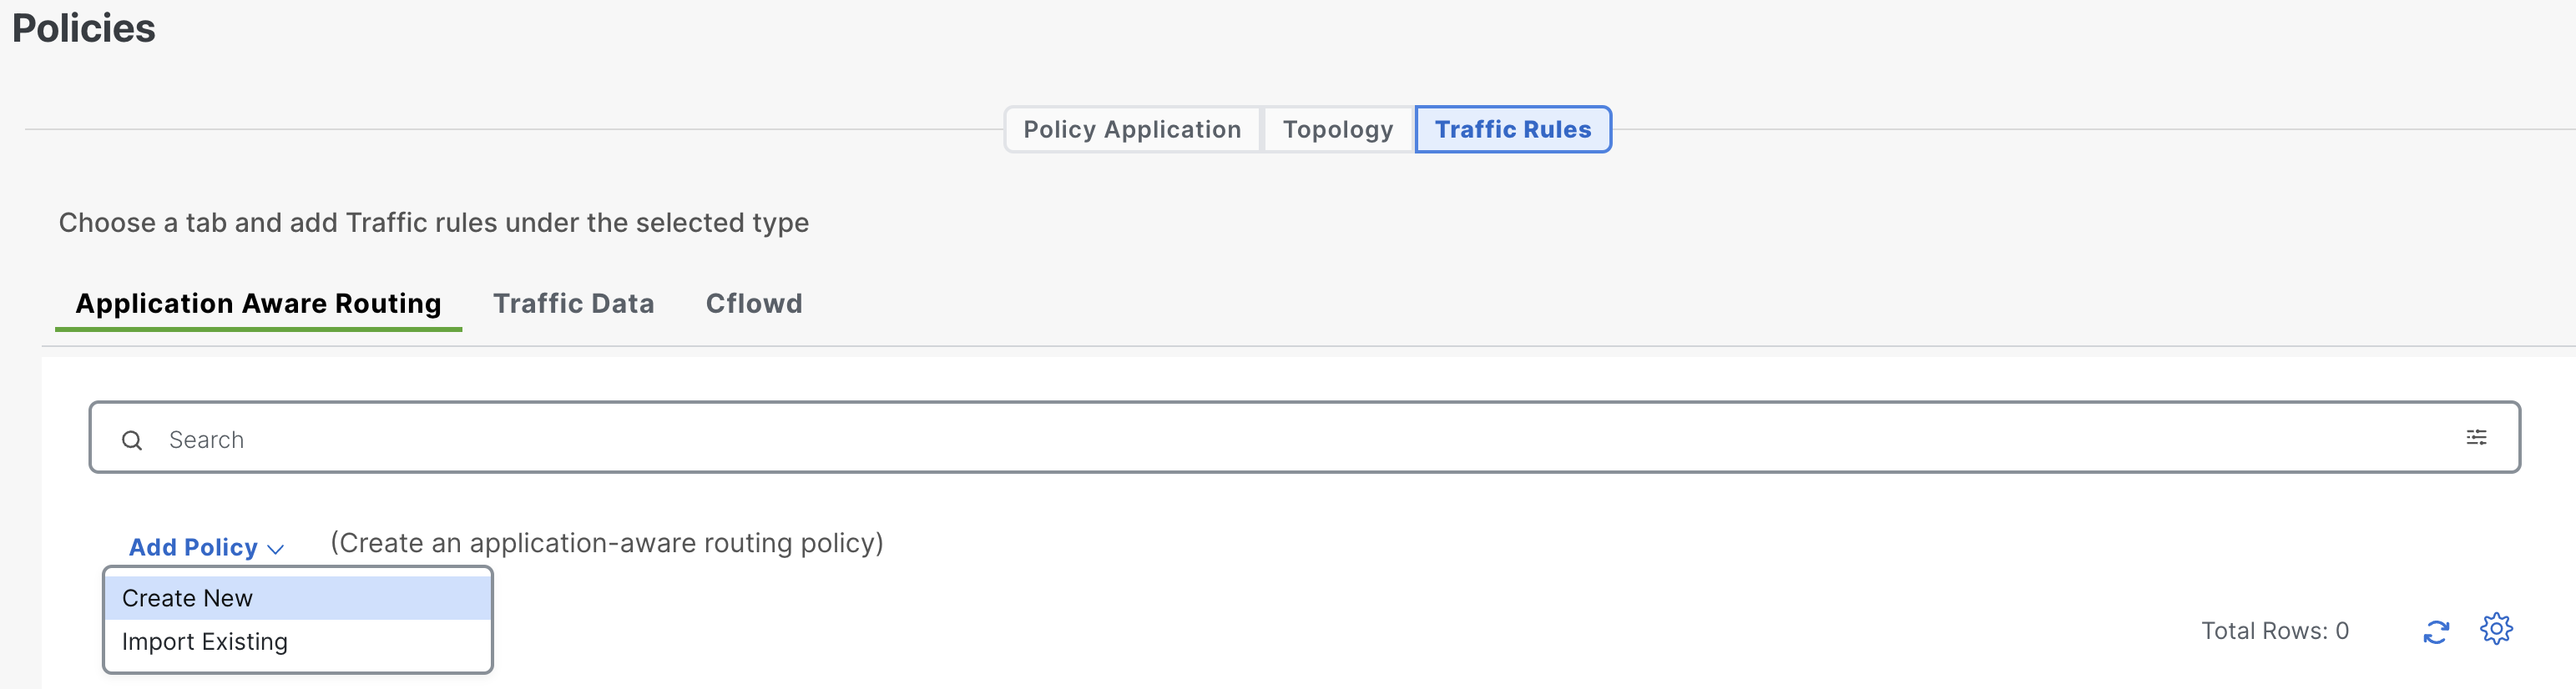 Policies
Policy Application
Topology
Traffic Rules
Choose a tab and add Traffic rules under the selected type
Application Aware Routing
Traffic Data
Cflowd
Search
Add Policy
(Create an application-aware routing policy)
Create New
Import Existing
Total Rows: 0